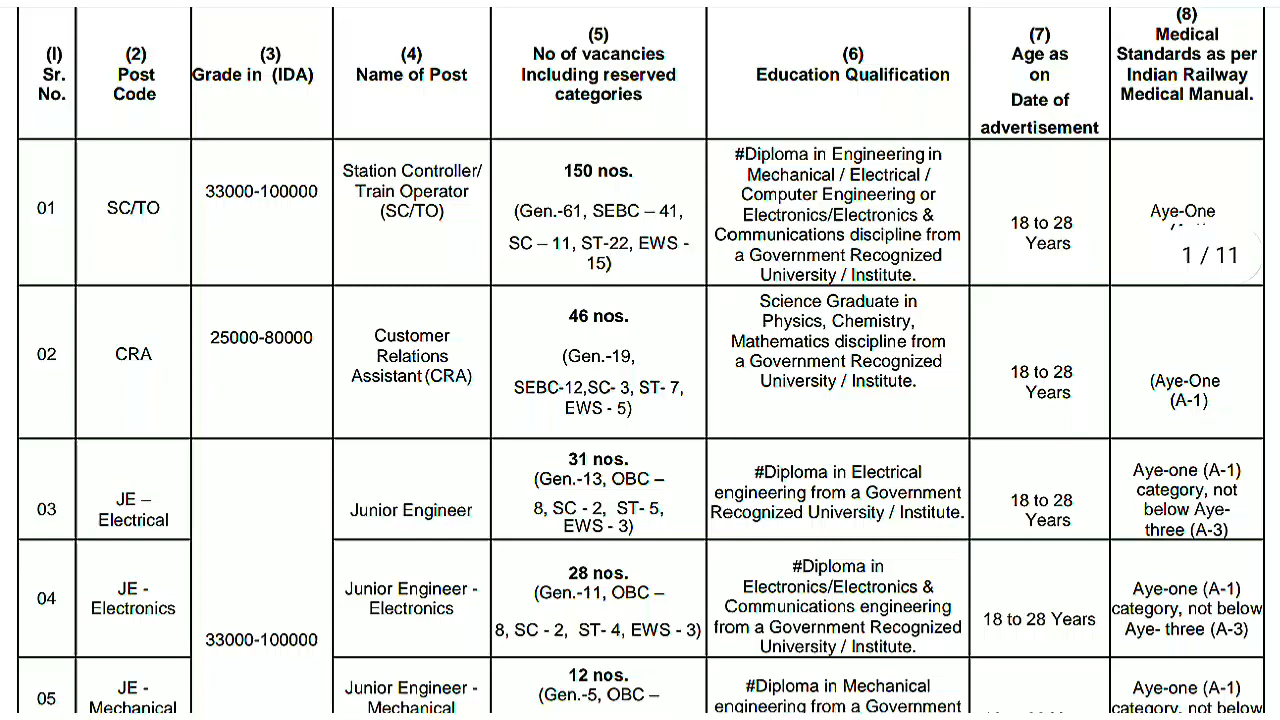 (I)
Sr.
No.
(2)
Post
Code
(3)
Grade in (IDA)
(4)
Name of Post
(5)
No of vacancies
Including reserved
categories
(6)
Education Qualification
(7)
Age as
on
Date of
advertisement
(8)
Medical
Standards as per
Indian Railway
Medical Manual.
01
SC/TO
33000-100000
Station Controller/
Train Operator
(SC/TO)
150 nos.
(Gen.-61, SEBC – 41,
SC – 11, ST-22, EWS -
15)
#Diploma in Engineering in
Mechanical / Electrical /
Computer Engineering or
Electronics/Electronics &
Communications discipline from
a Government Recognized
University / Institute.
18 to 28
Years
Aye-One
1 / 11
02
CRA
25000-80000
Customer
Relations
Assistant (CRA)
46 nos.
(Gen.-19,
SEBC-12,SC- 3, ST- 7,
EWS - 5)
Science Graduate in
Physics, Chemistry,
Mathematics discipline from
a Government Recognized
University / Institute.
18 to 28
Years
(Aye-One
(A-1)
03
JE –
Electrical
33000-100000
Junior Engineer
31 nos.
(Gen.-13, OBC –
8, SC - 2, ST- 5,
EWS - 3)
#Diploma in Electrical
engineering from a Government
Recognized University / Institute.
18 to 28
Years
Aye-one (A-1)
category, not
below Aye-
three (A-3)
04
JE -
Electronics
Junior Engineer -
Electronics
28 nos.
(Gen.-11, OBC –
8, SC - 2, ST- 4, EWS - 3)
#Diploma in
Electronics/Electronics &
Communications engineering
from a Government Recognized
University / Institute.
18 to 28 Years
Aye-one (A-1)
category, not below
Aye- three (A-3)
05
JE -
Mechanical
Junior Engineer -
Mechanical
12 nos.
(Gen.-5, OBC –
#Diploma in Mechanical
engineering from a Government
Aye-one (A-1)
category, not below